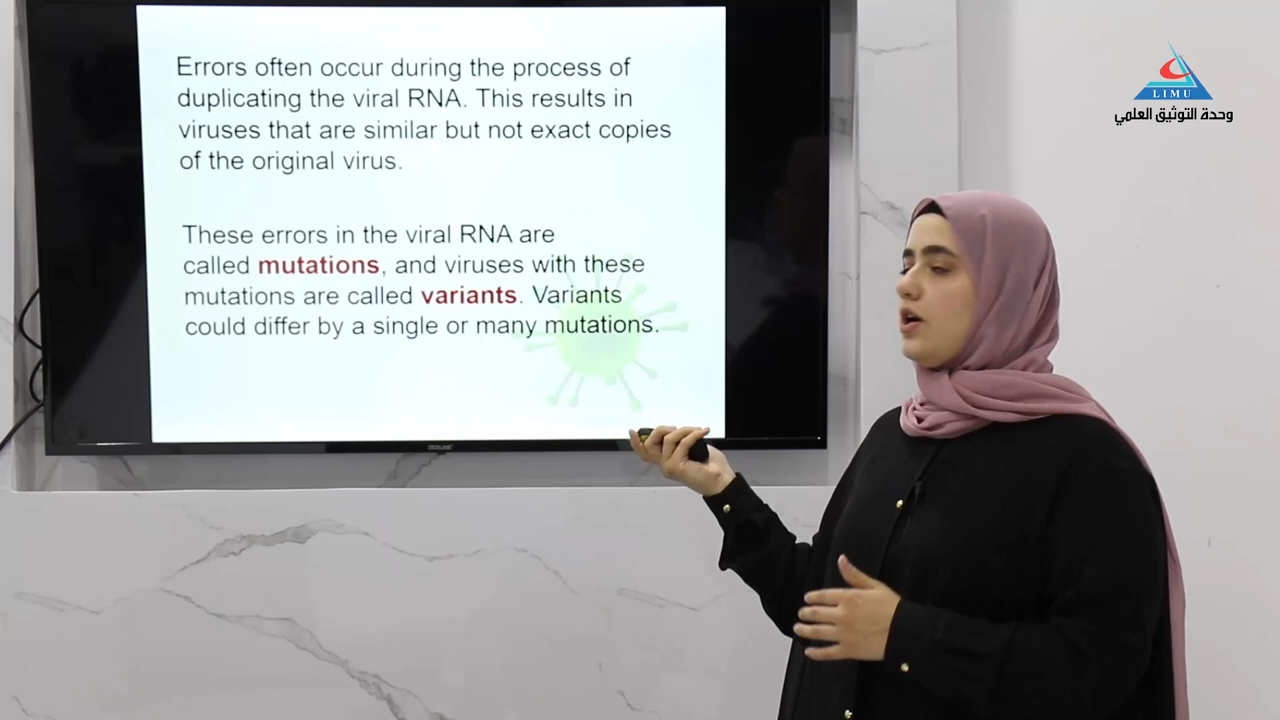 Errors often occur during the process of
duplicating the viral RNA. This results in
viruses that are similar but not exact copies
of the original virus.
These errors in the viral RNA are
called mutations, and viruses with these
mutations are called variants. Variants
could differ by a single or many mutations.
LIMU
وحدة التوثيق العلمي